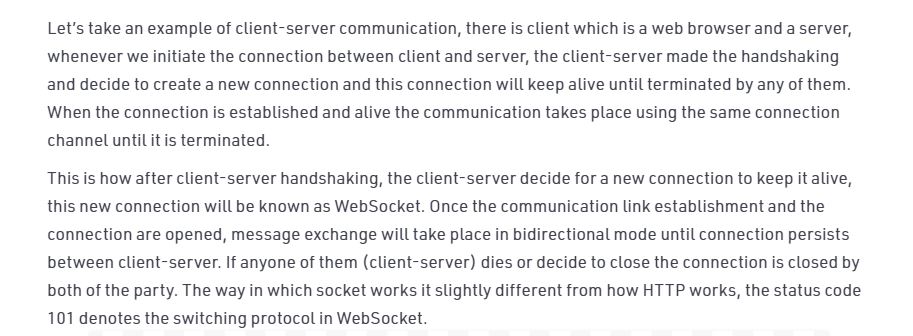 Let's take an example of client-server communication, there is client which is a web browser and a server,
whenever we initiate the connection between client and server, the client-server made the handshaking
and decide to create a new connection and this connection will keep alive until terminated by any of them.
When the connection is established and alive the communication takes place using the same connection
channel until it is terminated.
This is how after client-server handshaking, the client-server decide for a new connection to keep it alive,
this new connection will be known as WebSocket. Once the communication link establishment and the
connection are opened, message exchange will take place in bidirectional mode until connection persists
between client-server. If anyone of them (client-server) dies or decide to close the connection is closed by
both of the party. The way in which socket works it slightly different from how HTTP works, the status code
101 denotes the switching protocol in WebSocket.